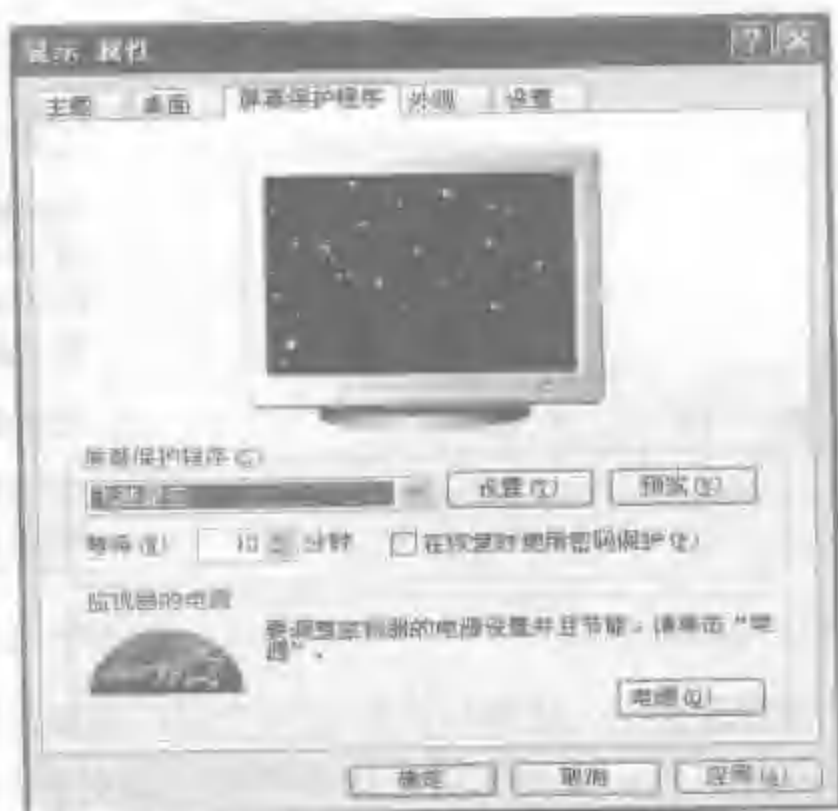 显示 属性
主题 桌面 屏幕保护程序 外观 设置
屏幕保护程序(S)
设置(T) 预览(V)
等待(W) 10 分钟 在恢复时使用密码保护(P)
监视器的电源
要调整监视器的电源设置并且节能,请单击“电
源”。
电源(O)
确定 取消 应用(A)